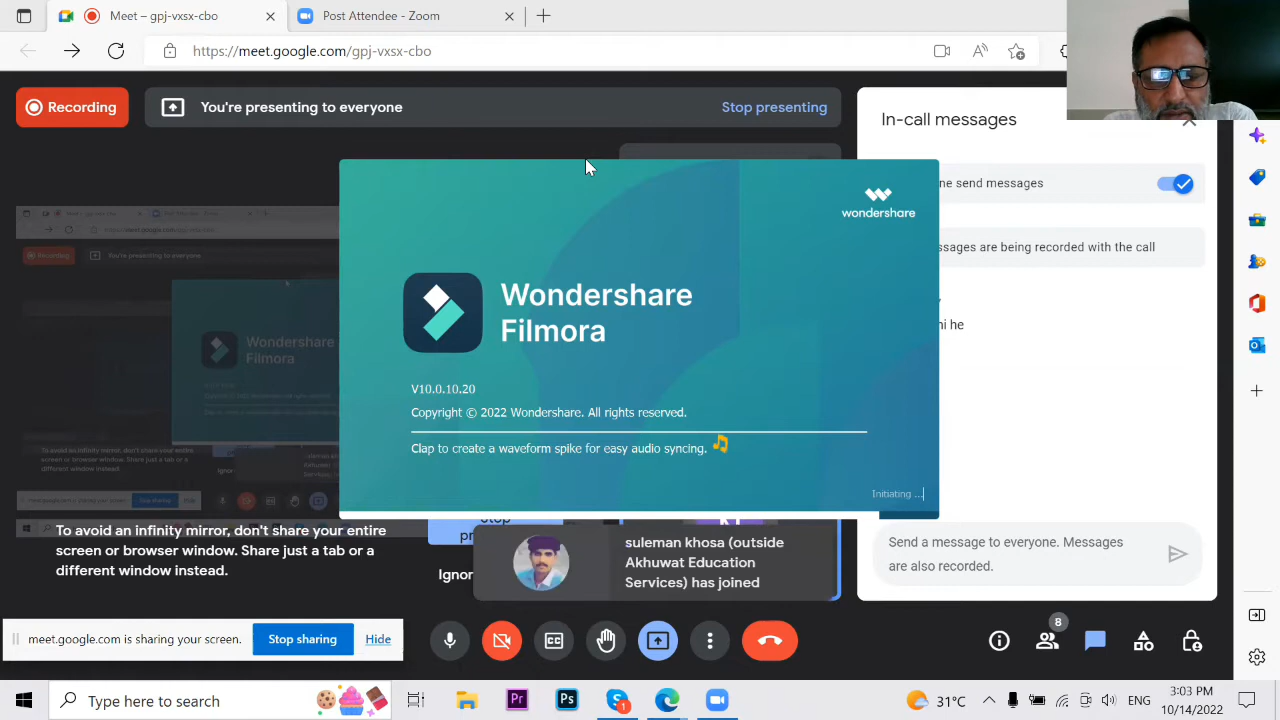 Meet – gpj-vxsx-cbo
Post Attendee - Zoom
https://meet.google.com/gpj-vxsx-cbo
Recording
You're presenting to everyone
Stop presenting
In-call messages
ne send messages
ssages are being recorded with the call
ni he
wondershare
Wondershare
Filmora
V10.0.10.20
Copyright © 2022 Wondershare. All rights reserved.
Clap to create a waveform spike for easy audio syncing.
Initiating ...
To avoid an infinity mirror, don't share your entire
screen or browser window. Share just a tab or a
different window instead.
Ignor
suleman khosa (outside
Akhuwat Education
Services) has joined
Send a message to everyone. Messages
are also recorded.
meet.google.com is sharing your screen.
Stop sharing
Hide
8
Type here to search
1
31°C
ENG
3:03 PM
10/14/2022